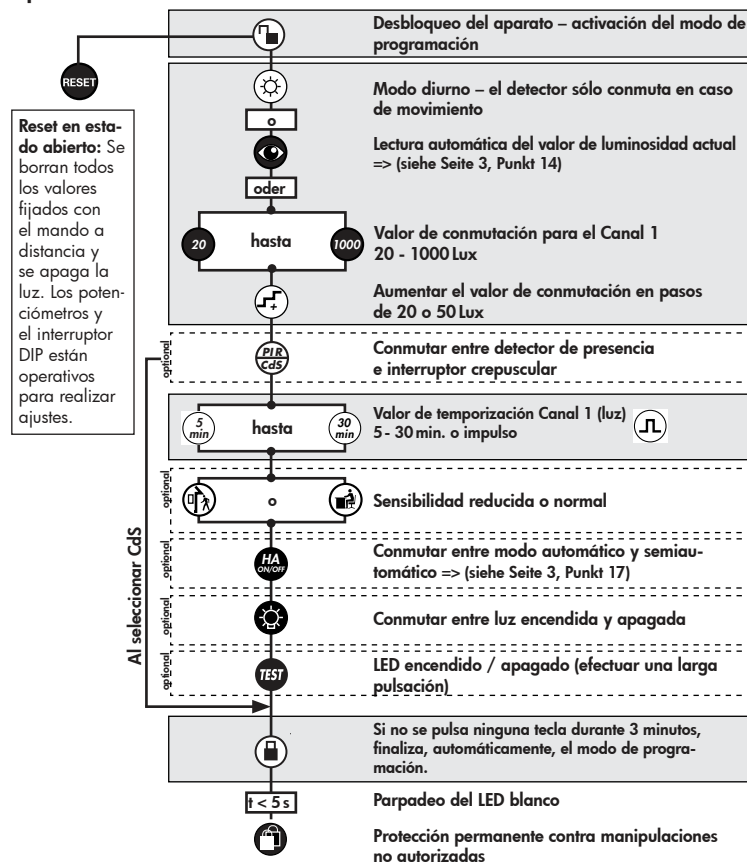 Desbloqueo del aparato – activación del modo de
programación
RESET
Reset en esta-
do abierto: Se
borran todos
los valores
fijados con
el mando a
distancia y
se apaga la
luz. Los poten-
ciómetros y
el interruptor
DIP están
operativos
para realizar
ajustes.
Modo diurno – el detector sólo conmuta en caso
de movimiento
o
Lectura automática del valor de luminosidad actual
=> (siehe Seite 3, Punkt 14)
oder
20
hasta
1000
Valor de conmutación para el Canal 1
20 - 1000 Lux
+
Aumentar el valor de conmutación en pasos
de 20 o 50 Lux
optional
PIR
CdS
Conmutar entre detector de presencia
e interruptor crepuscular
5
min
hasta
30
min
Valor de temporización Canal 1 (luz)
5 - 30 min. o impulso
optional
o
Sensibilidad reducida o normal
Al seleccionar CdS
optional
HA
ON/OFF
Conmutar entre modo automático y semiau-
tomático => (siehe Seite 3, Punkt 17)
optional
Conmutar entre luz encendida y apagada
optional
TEST
LED encendido / apagado (efectuar una larga
pulsación)
Si no se pulsa ninguna tecla durante 3 minutos,
finaliza, automáticamente, el modo de progra-
mación.
t < 5 s
Parpadeo del LED blanco
Protección permanente contra manipulaciones
no autorizadas